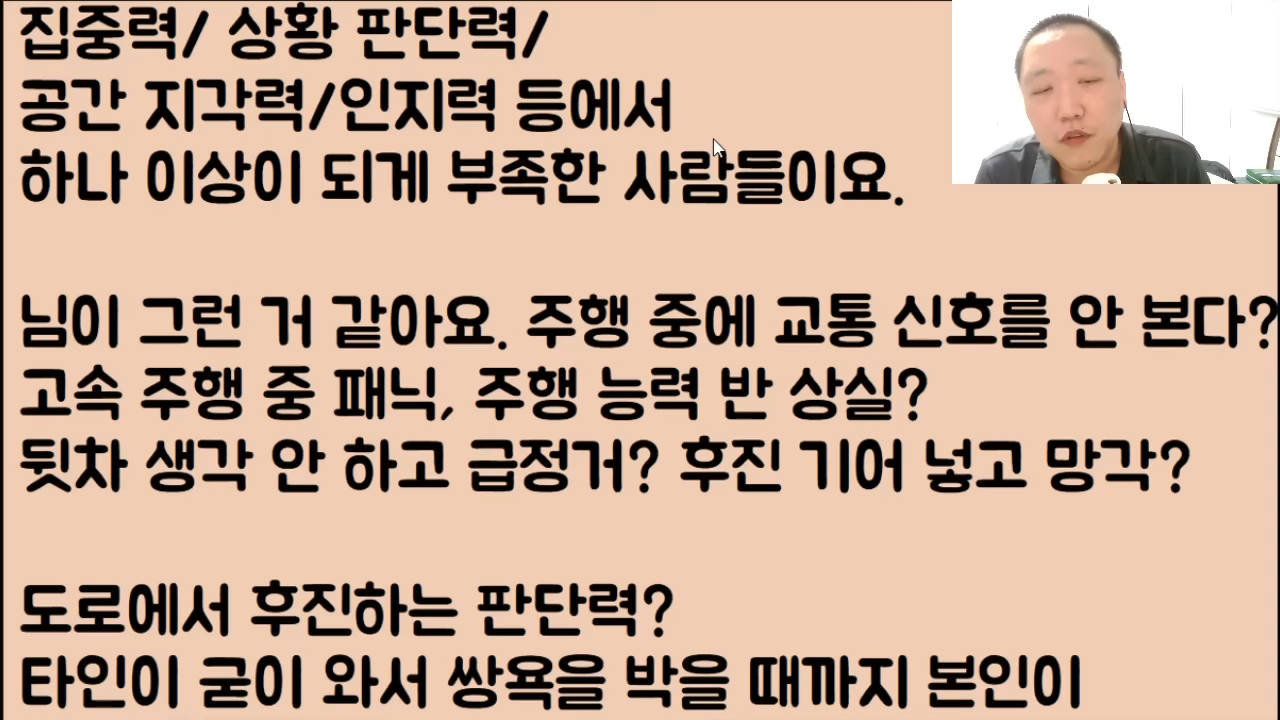 집중력/ 상황 판단력/
공간 지각력/인지력 등에서
하나 이상이 되게 부족한 사람들이요.
님이 그런 거 같아요. 주행 중에 교통 신호를 안 본다?
고속 주행 중 패닉, 주행 능력 반 상실?
뒷차 생각 안 하고 급정거? 후진 기어 넣고 망각?
도로에서 후진하는 판단력?
타인이 굳이 와서 쌍욕을 박을 때까지 본인이